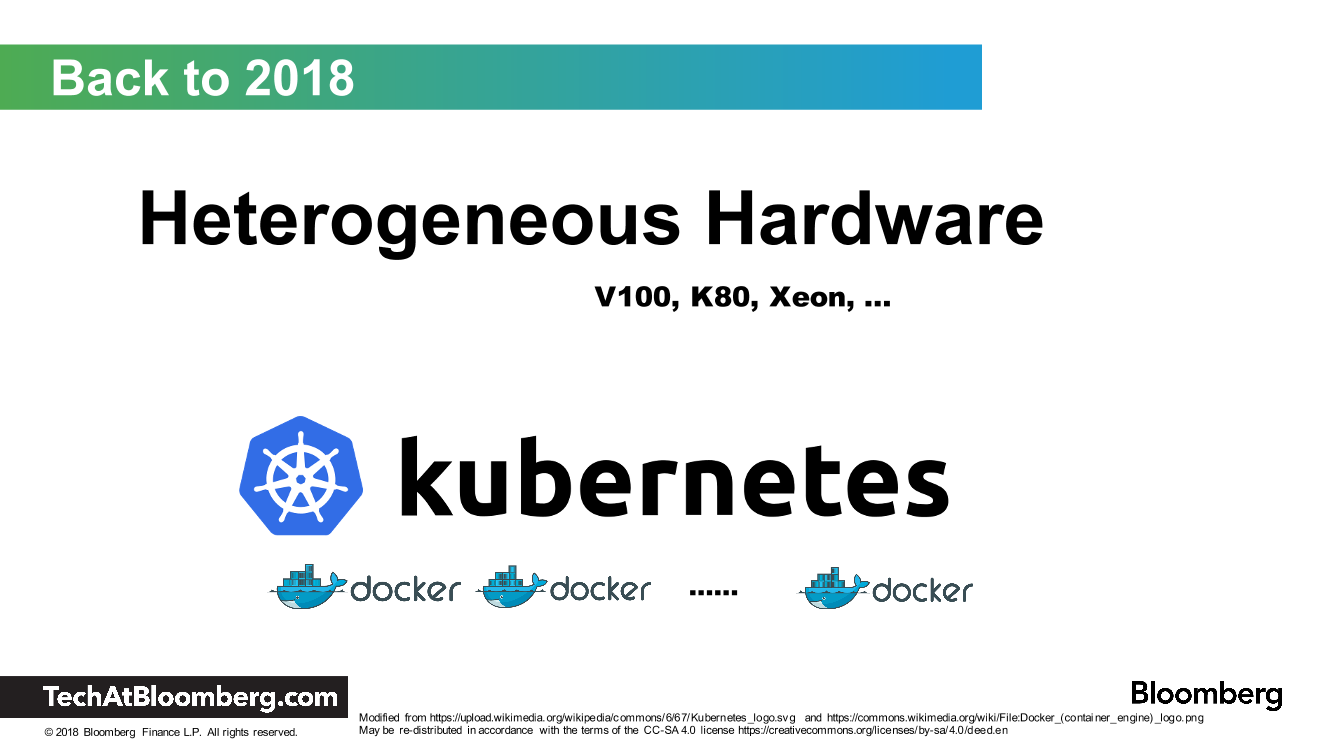 Back to 2018
Heterogeneous Hardware
V100, K80, Xeon, ...
kubernetes
docker docker ...... docker
TechAtBloomberg.com
Bloomberg
© 2018 Bloomberg Finance L.P. All rights reserved.
Modified from https://upload.wikimedia.org/wikipedia/commons/6/67/Kubernetes_logo.svg and https://commons.wikimedia.org/wiki/File:Docker_(container_engine)_logo.png
May be re-distributed in accordance with the terms of the CC-SA 4.0 license https://creativecommons.org/licenses/by-sa/4.0/deed.en